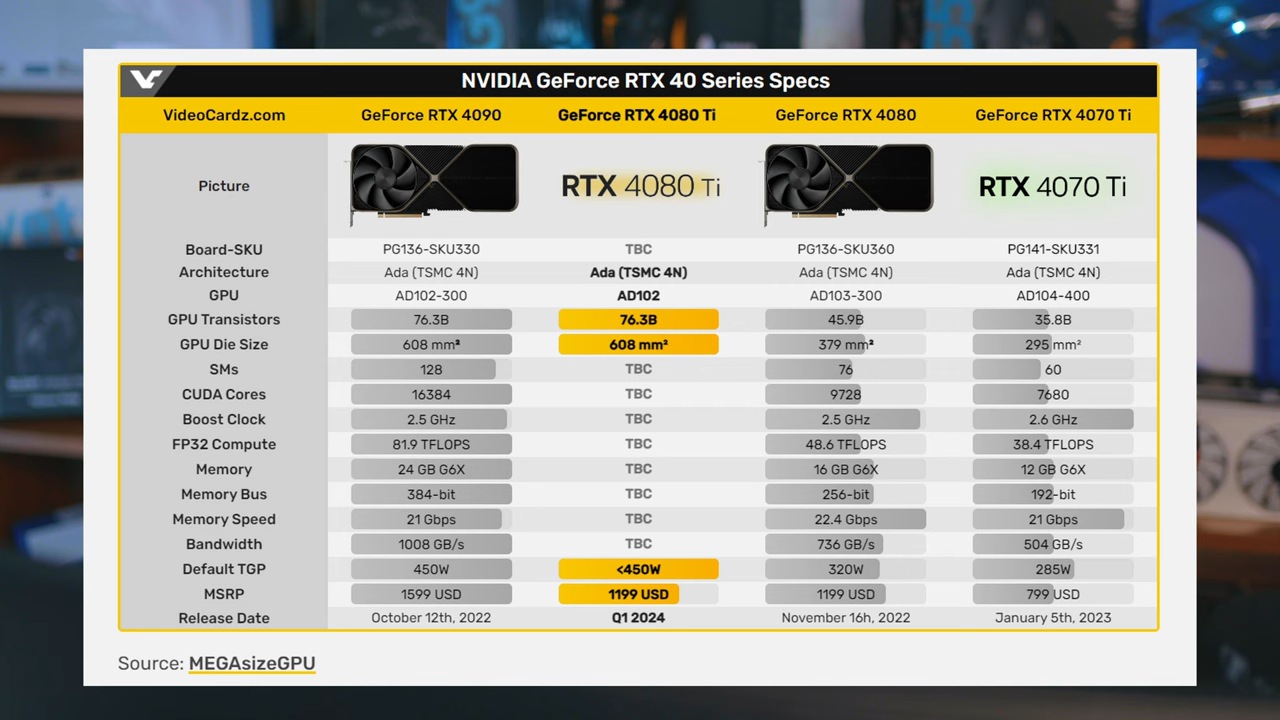 NVIDIA GeForce RTX 40 Series Specs
VideoCardz.com GeForce RTX 4090 GeForce RTX 4080 Ti GeForce RTX 4080 GeForce RTX 4070 Ti
Picture RTX 4080 Ti RTX 4070 Ti
Board-SKU PG136-SKU330 TBC PG136-SKU360 PG141-SKU331
Architecture Ada (TSMC 4N) Ada (TSMC 4N) Ada (TSMC 4N) Ada (TSMC 4N)
GPU AD102-300 AD102 AD103-300 AD104-400
GPU Transistors 76.3B 76.3B 45.9B 35.8B
GPU Die Size 608 mm² 608 mm² 379 mm² 295 mm²
SMs 128 TBC 76 60
CUDA Cores 16384 TBC 9728 7680
Boost Clock 2.5 GHz TBC 2.5 GHz 2.6 GHz
FP32 Compute 81.9 TFLOPS TBC 48.6 TFLOPS 38.4 TFLOPS
Memory 24 GB G6X TBC 16 GB G6X 12 GB G6X
Memory Bus 384-bit TBC 256-bit 192-bit
Memory Speed 21 Gbps TBC 22.4 Gbps 21 Gbps
Bandwidth 1008 GB/s TBC 736 GB/s 504 GB/s
Default TGP 450W <450W 320W 285W
MSRP 1599 USD 1199 USD 1199 USD 799 USD
Release Date October 12th, 2022 Q1 2024 November 16h, 2022 January 5th, 2023
Source: MEGAsizeGPU